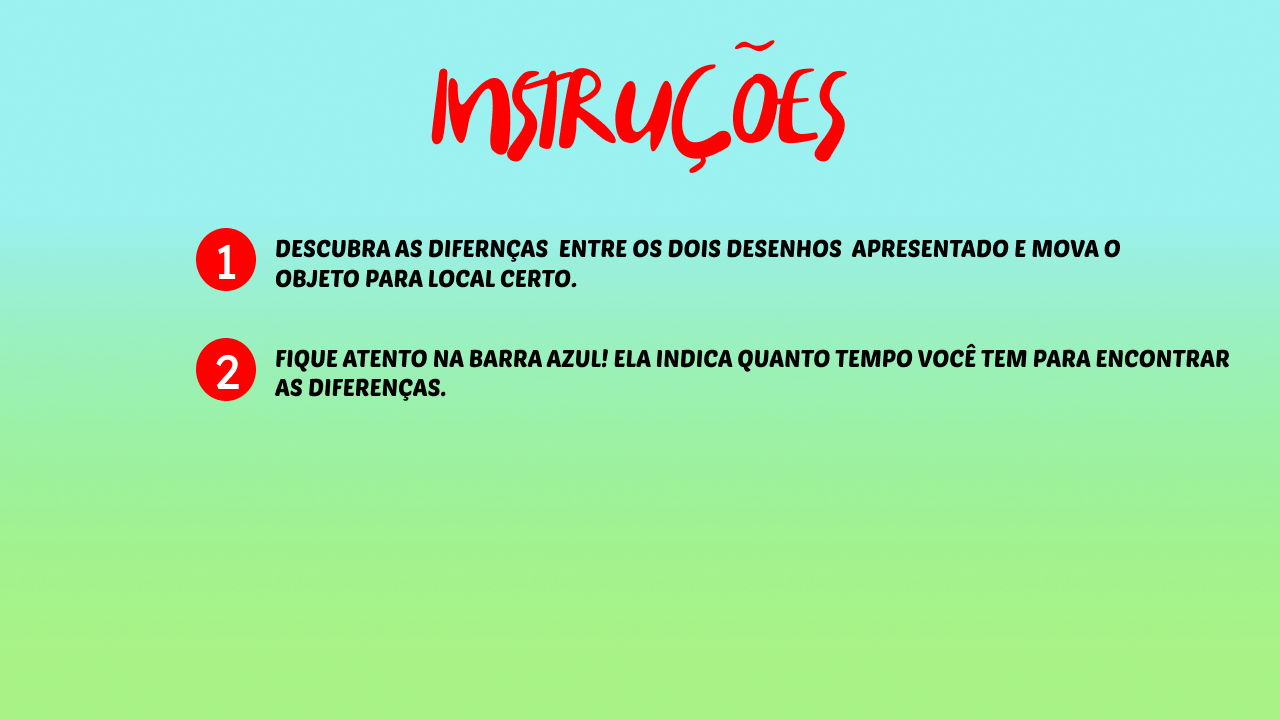 INSTRUÇÕES
1 DESCUBRA AS DIFERNÇAS  ENTRE OS DOIS DESENHOS  APRESENTADO E MOVA O
OBJETO PARA LOCAL CERTO.
2 FIQUE ATENTO NA BARRA AZUL! ELA INDICA QUANTO TEMPO VOCÊ TEM PARA ENCONTRAR
AS DIFERENÇAS.